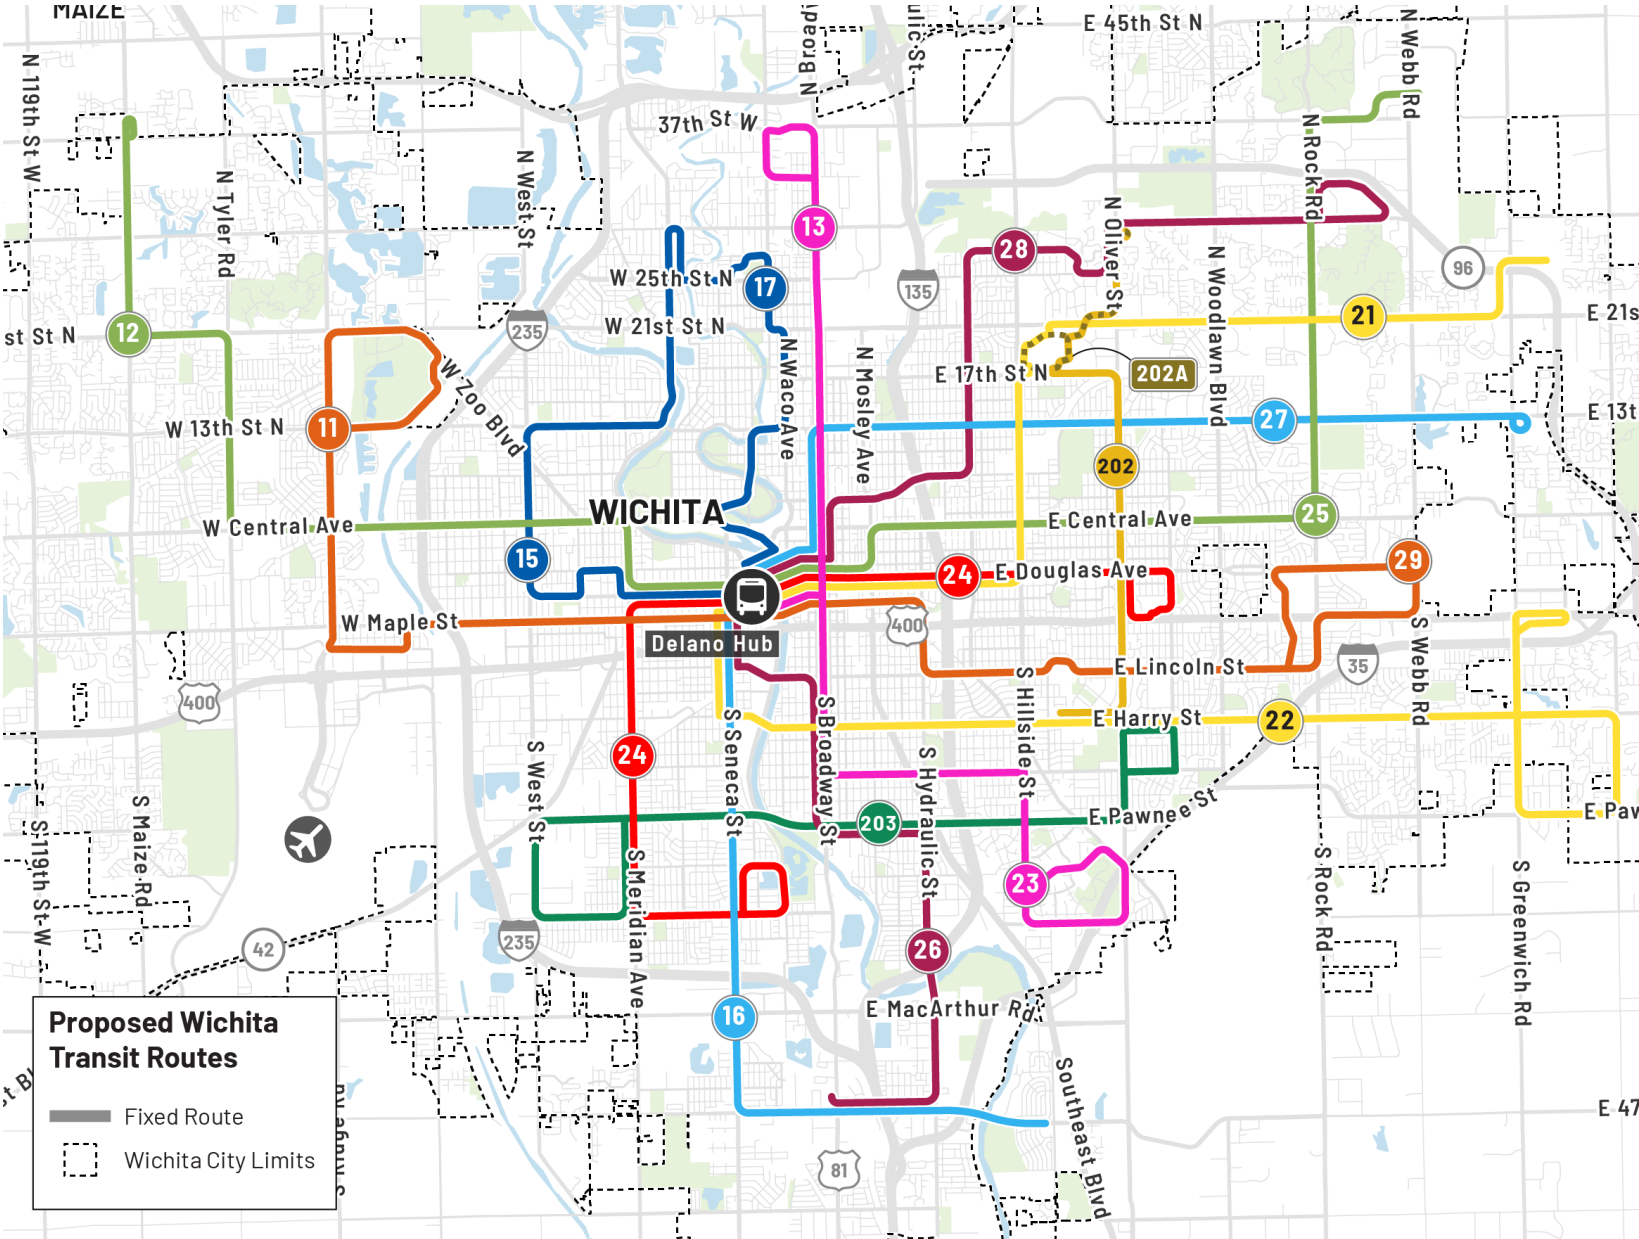 MAIZE
N 119th St W
N Broad
ulic St
E 45th St N
N Webb Rd
37th St W
N Rock Rd
N Tyler Rd
N West St
13
N Oliver St
28
W 25th St N
17
135
N Woodlawn Blvd
96
12
st St N
235
W 21st St N
21
E 21s
N Waco Ave
N Mosley Ave
W Zoo Blvd
E 17th St N
202A
W 13th St N
11
27
E 13t
202
WICHITA
W Central Ave
E Central Ave
25
15
24
E Douglas Ave
29
W Maple St
Delano Hub
400
S Webb Rd
E Lincoln St
35
400
S Hillside St
S Seneca St
S Broadway St
E Harry St
22
S West St
24
S Hydraulic St
S Maize Rd
S 119th St W
203
E Pawnee St
E Paw
S Meridian Ave
23
S Rock Rd
S Greenwich Rd
42
235
26
16
E MacArthur Rd
Proposed Wichita
Transit Routes
Fixed Route
Wichita City Limits
Southeast Blvd
E 47
81